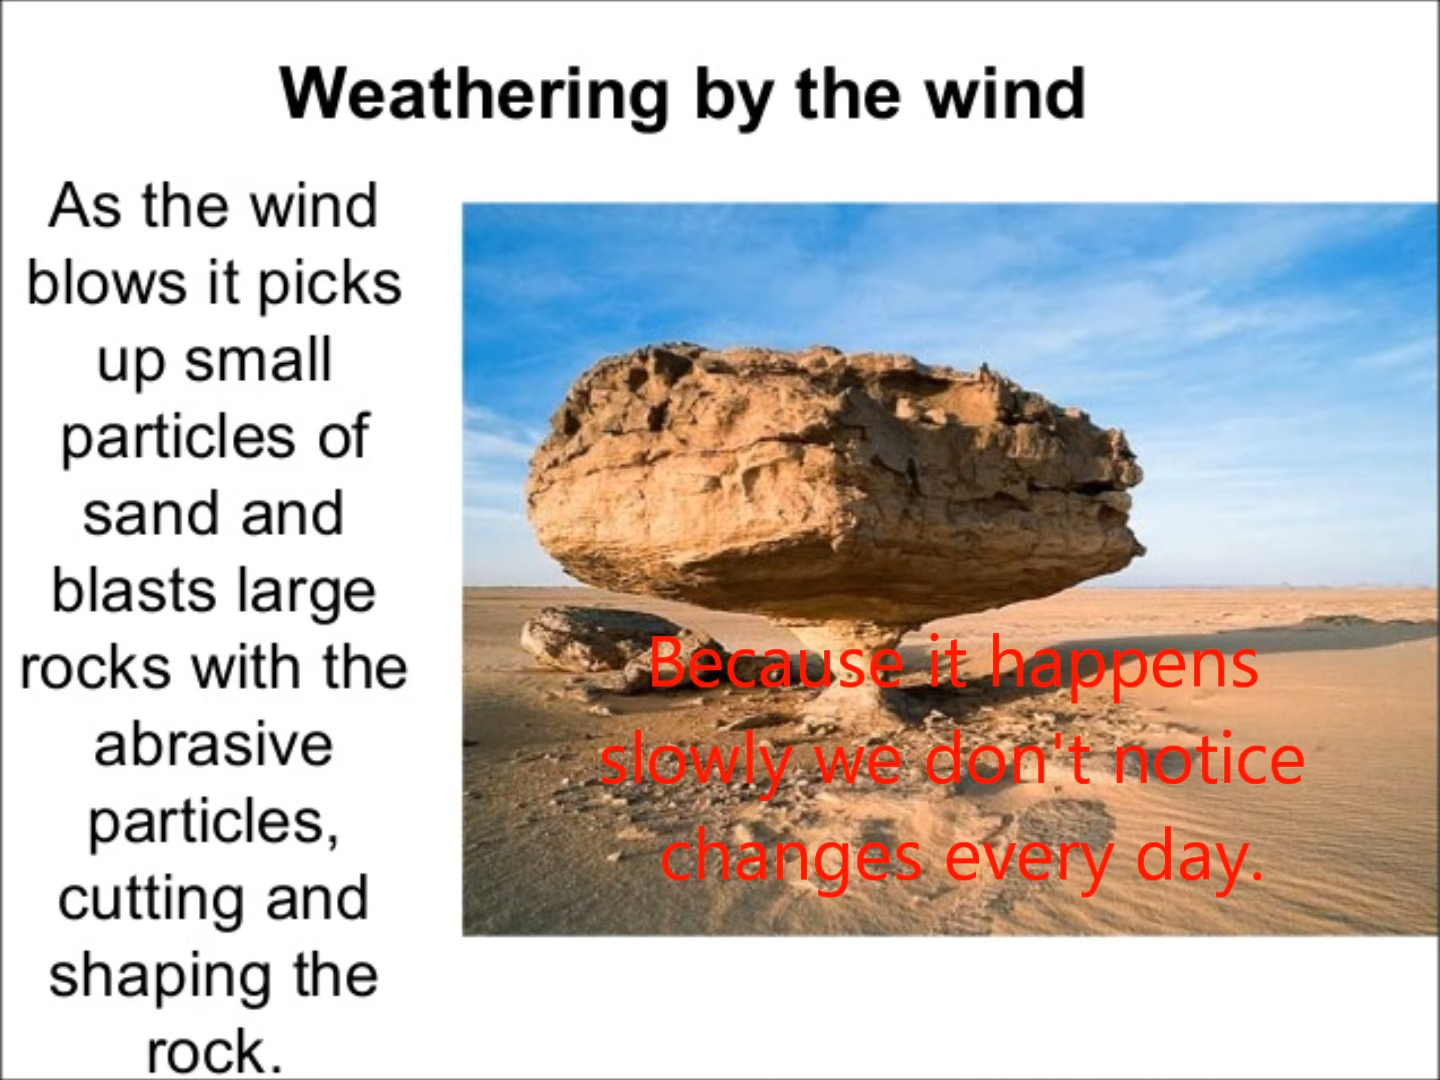 Weathering by the wind
As the wind
blows it picks
up small
particles of
sand and
blasts large
rocks with the
abrasive
particles,
cutting and
shaping the
rock.
Because it happens
slowly we don't notice
changes every day.